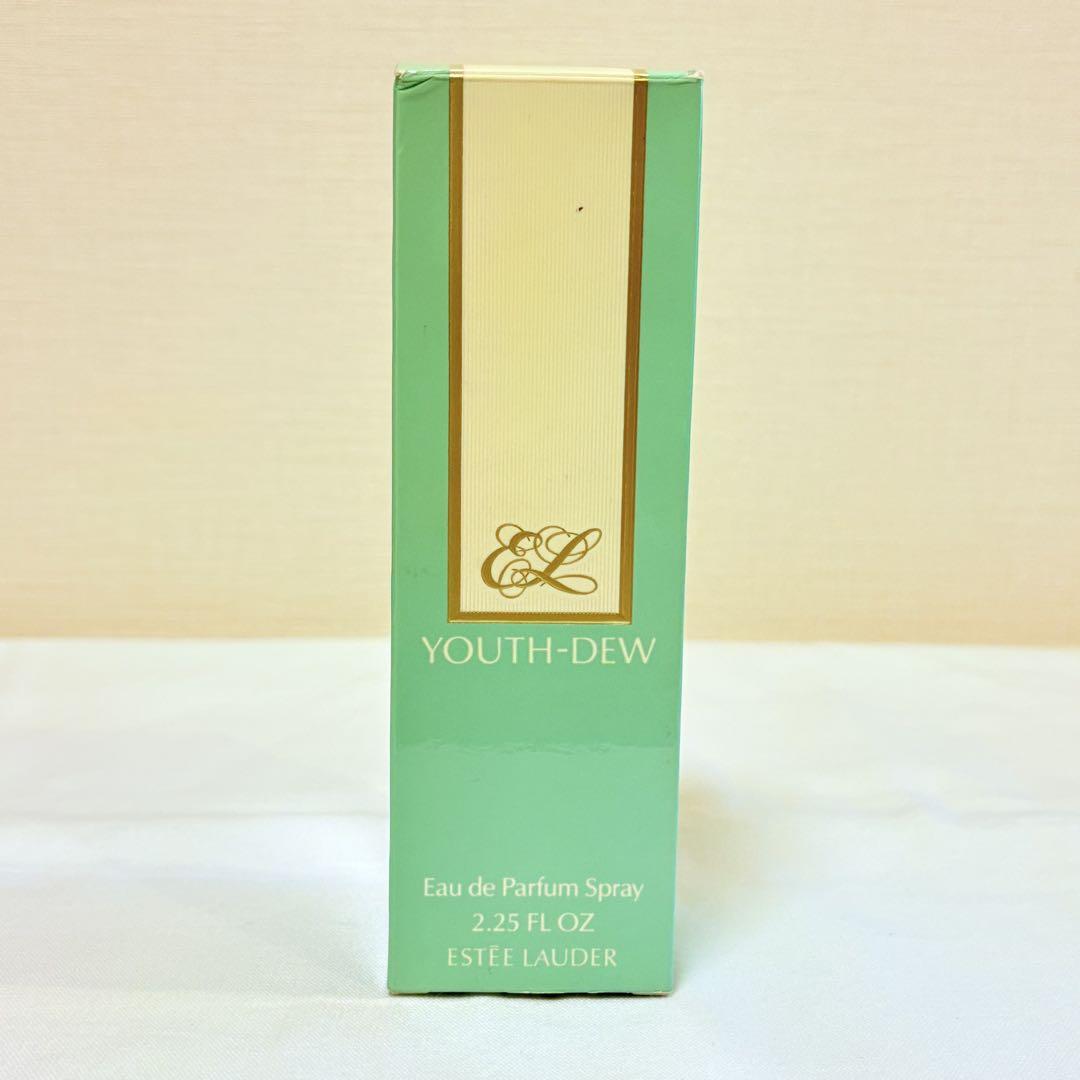 EL
YOUTH-DEW
Eau de Parfum Spray
2.25 FL OZ
ESTĒE LAUDER